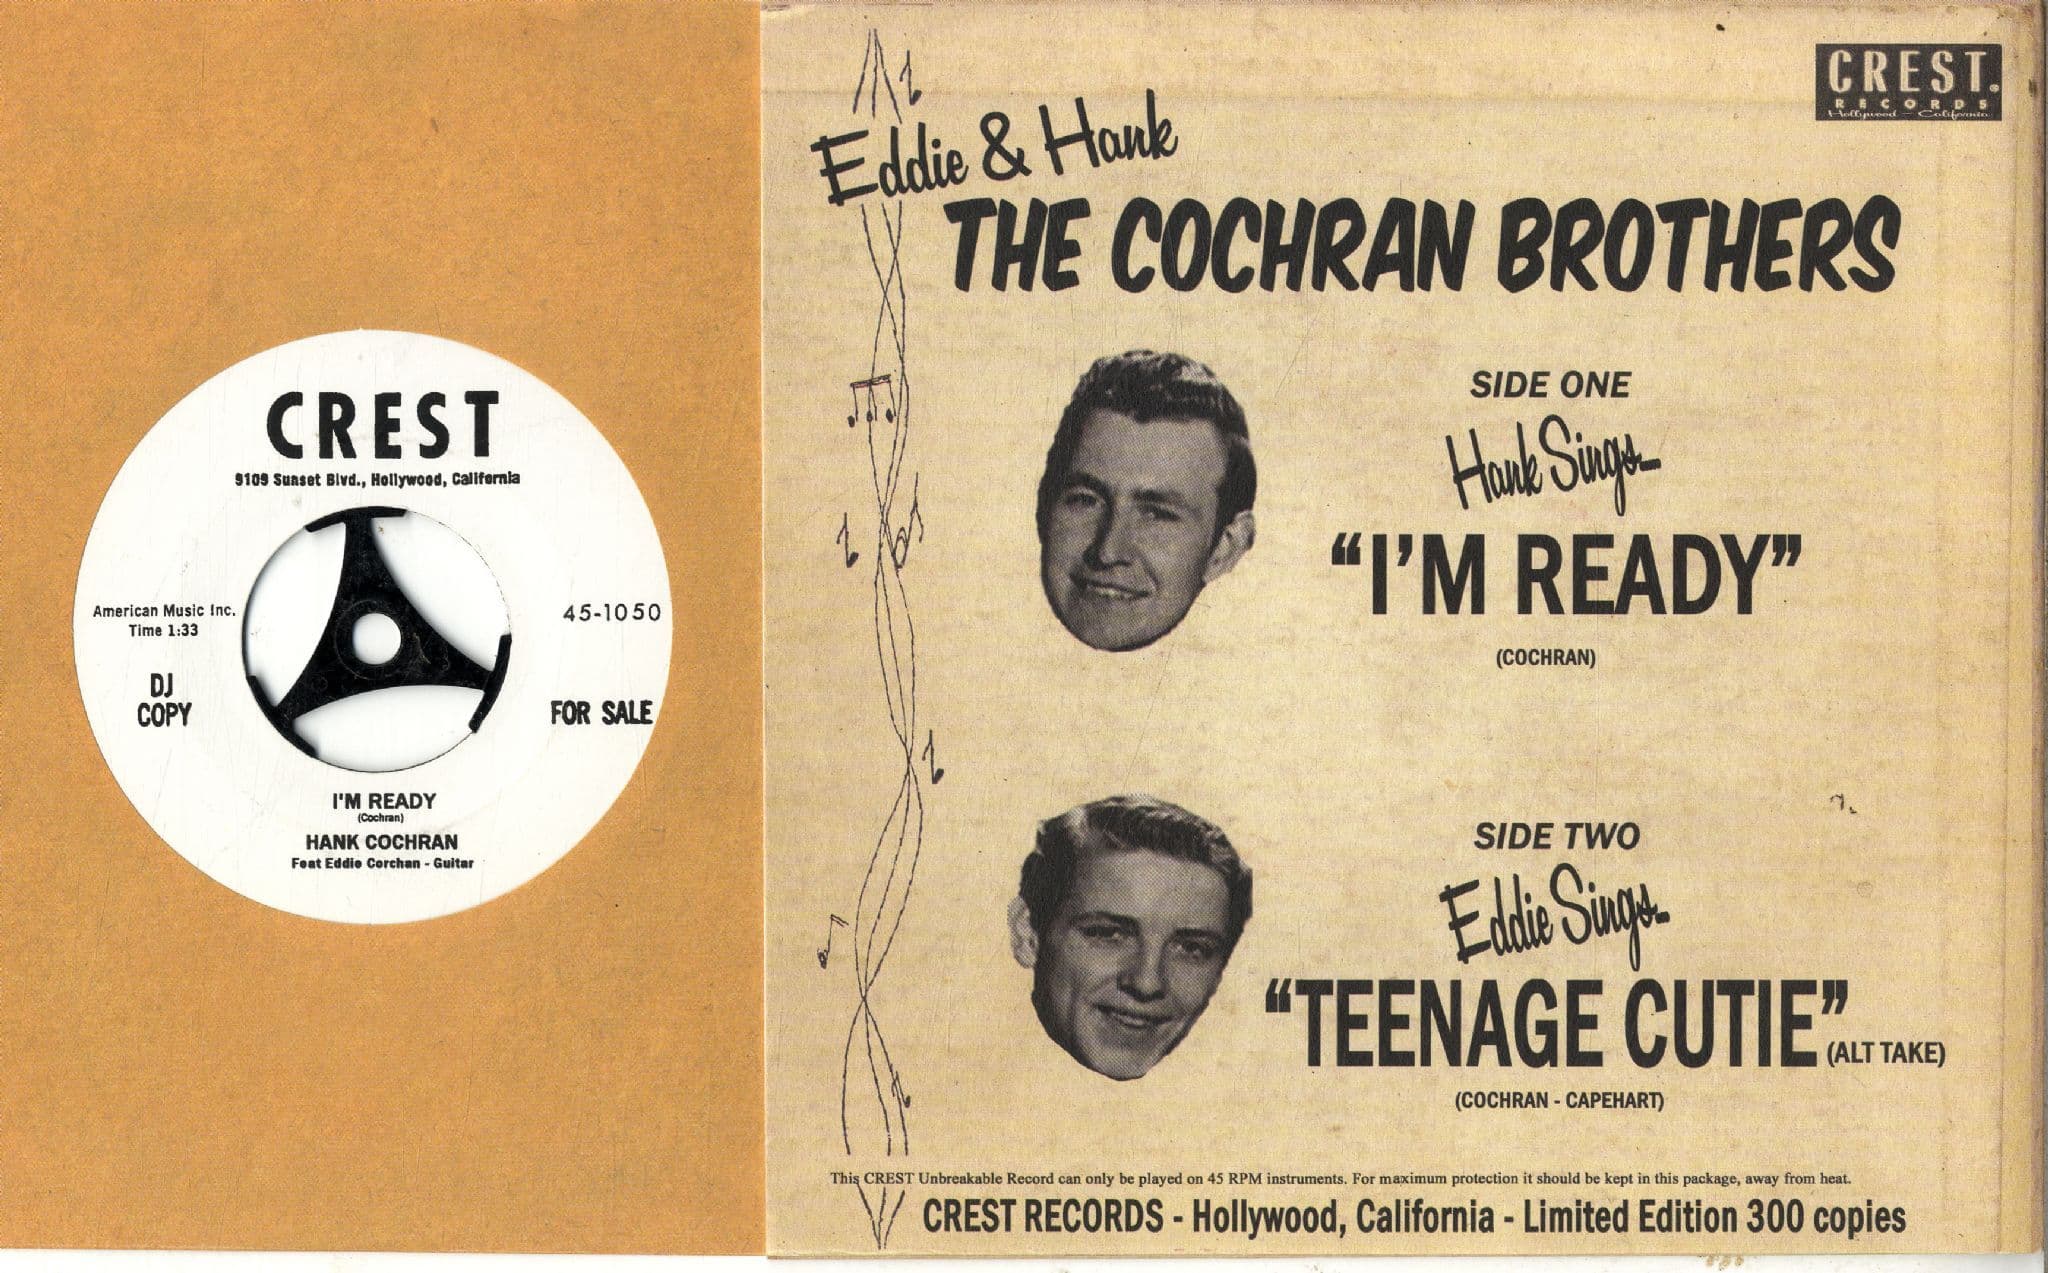 CREST
9109 Sunset Blvd., Hollywood, California
American Music Inc.
Time 1:33
45-1050
DJ
COPY
FOR SALE
I'M READY
(Cochran)
HANK COCHRAN
Feat Eddie Corchan - Guitar
CREST.
RECORDS
Hollywood - California
Eddie & Hank
THE COCHRAN BROTHERS
SIDE ONE
Hank Sings...
“I’M READY”
(COCHRAN)
SIDE TWO
Eddie Sings...
“TEENAGE CUTIE” (ALT TAKE)
(COCHRAN - CAPEHART)
This CREST Unbreakable Record can only be played on 45 RPM instruments. For maximum protection it should be kept in this package, away from heat.
CREST RECORDS - Hollywood, California - Limited Edition 300 copies